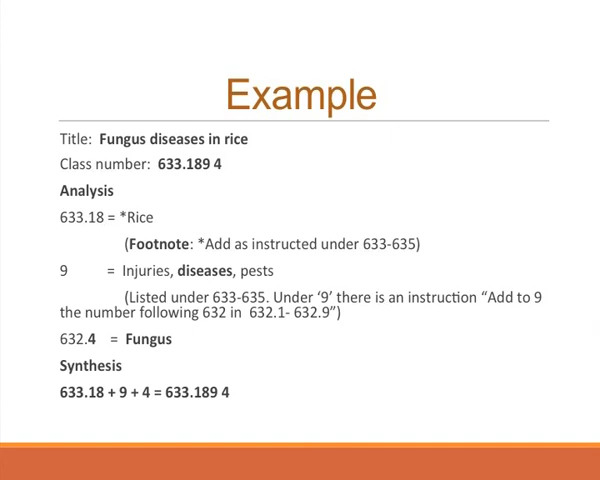 Example
Title: Fungus diseases in rice
Class number: 633.189 4
Analysis
633.18 = *Rice
(Footnote: *Add as instructed under 633-635)
9 = Injuries, diseases, pests
(Listed under 633-635. Under ‘9’ there is an instruction “Add to 9
the number following 632 in 632.1- 632.9”)
632.4 = Fungus
Synthesis
633.18 + 9 + 4 = 633.189 4